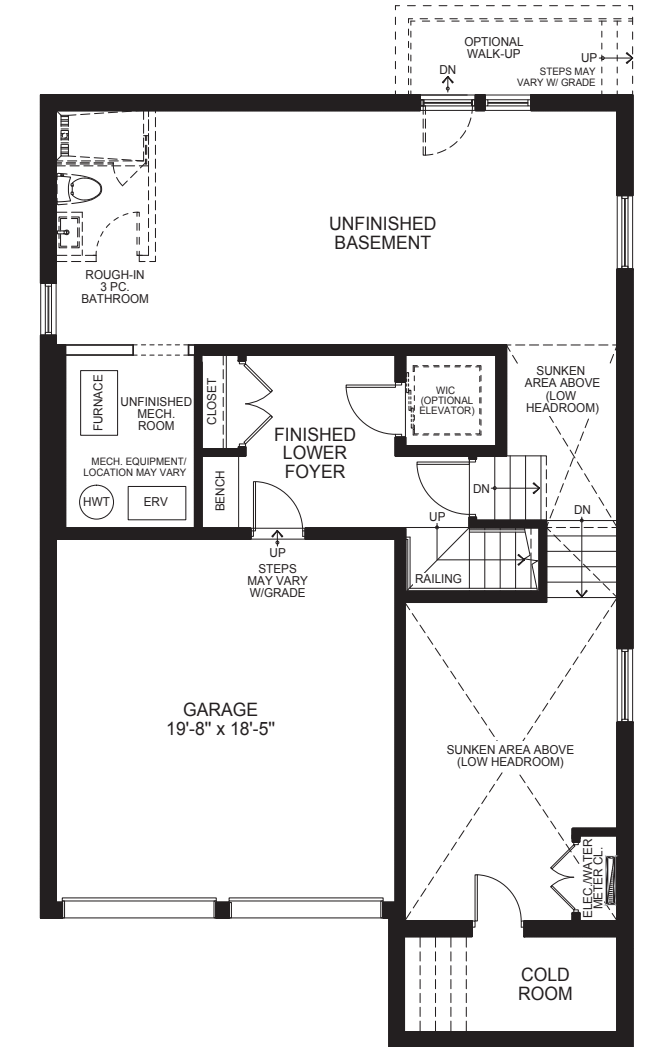 OPTIONAL
WALK-UP
UP
DN
STEPS MAY
VARY W/ GRADE
UNFINISHED
BASEMENT
ROUGH-IN
3 PC.
BATHROOM
FURNACE
UNFINISHED
MECH.
ROOM
MECH. EQUIPMENT/
LOCATION MAY VARY
HWT
ERV
CLOSET
BENCH
FINISHED
LOWER
FOYER
WIC
(OPTIONAL
ELEVATOR)
SUNKEN
AREA ABOVE
(LOW
HEADROOM)
DN
DN
UP
RAILING
UP
STEPS
MAY VARY
W/GRADE
GARAGE
19'-8" x 18'-5"
SUNKEN AREA ABOVE
(LOW HEADROOM)
ELEC./WATER
METER CL.
COLD
ROOM